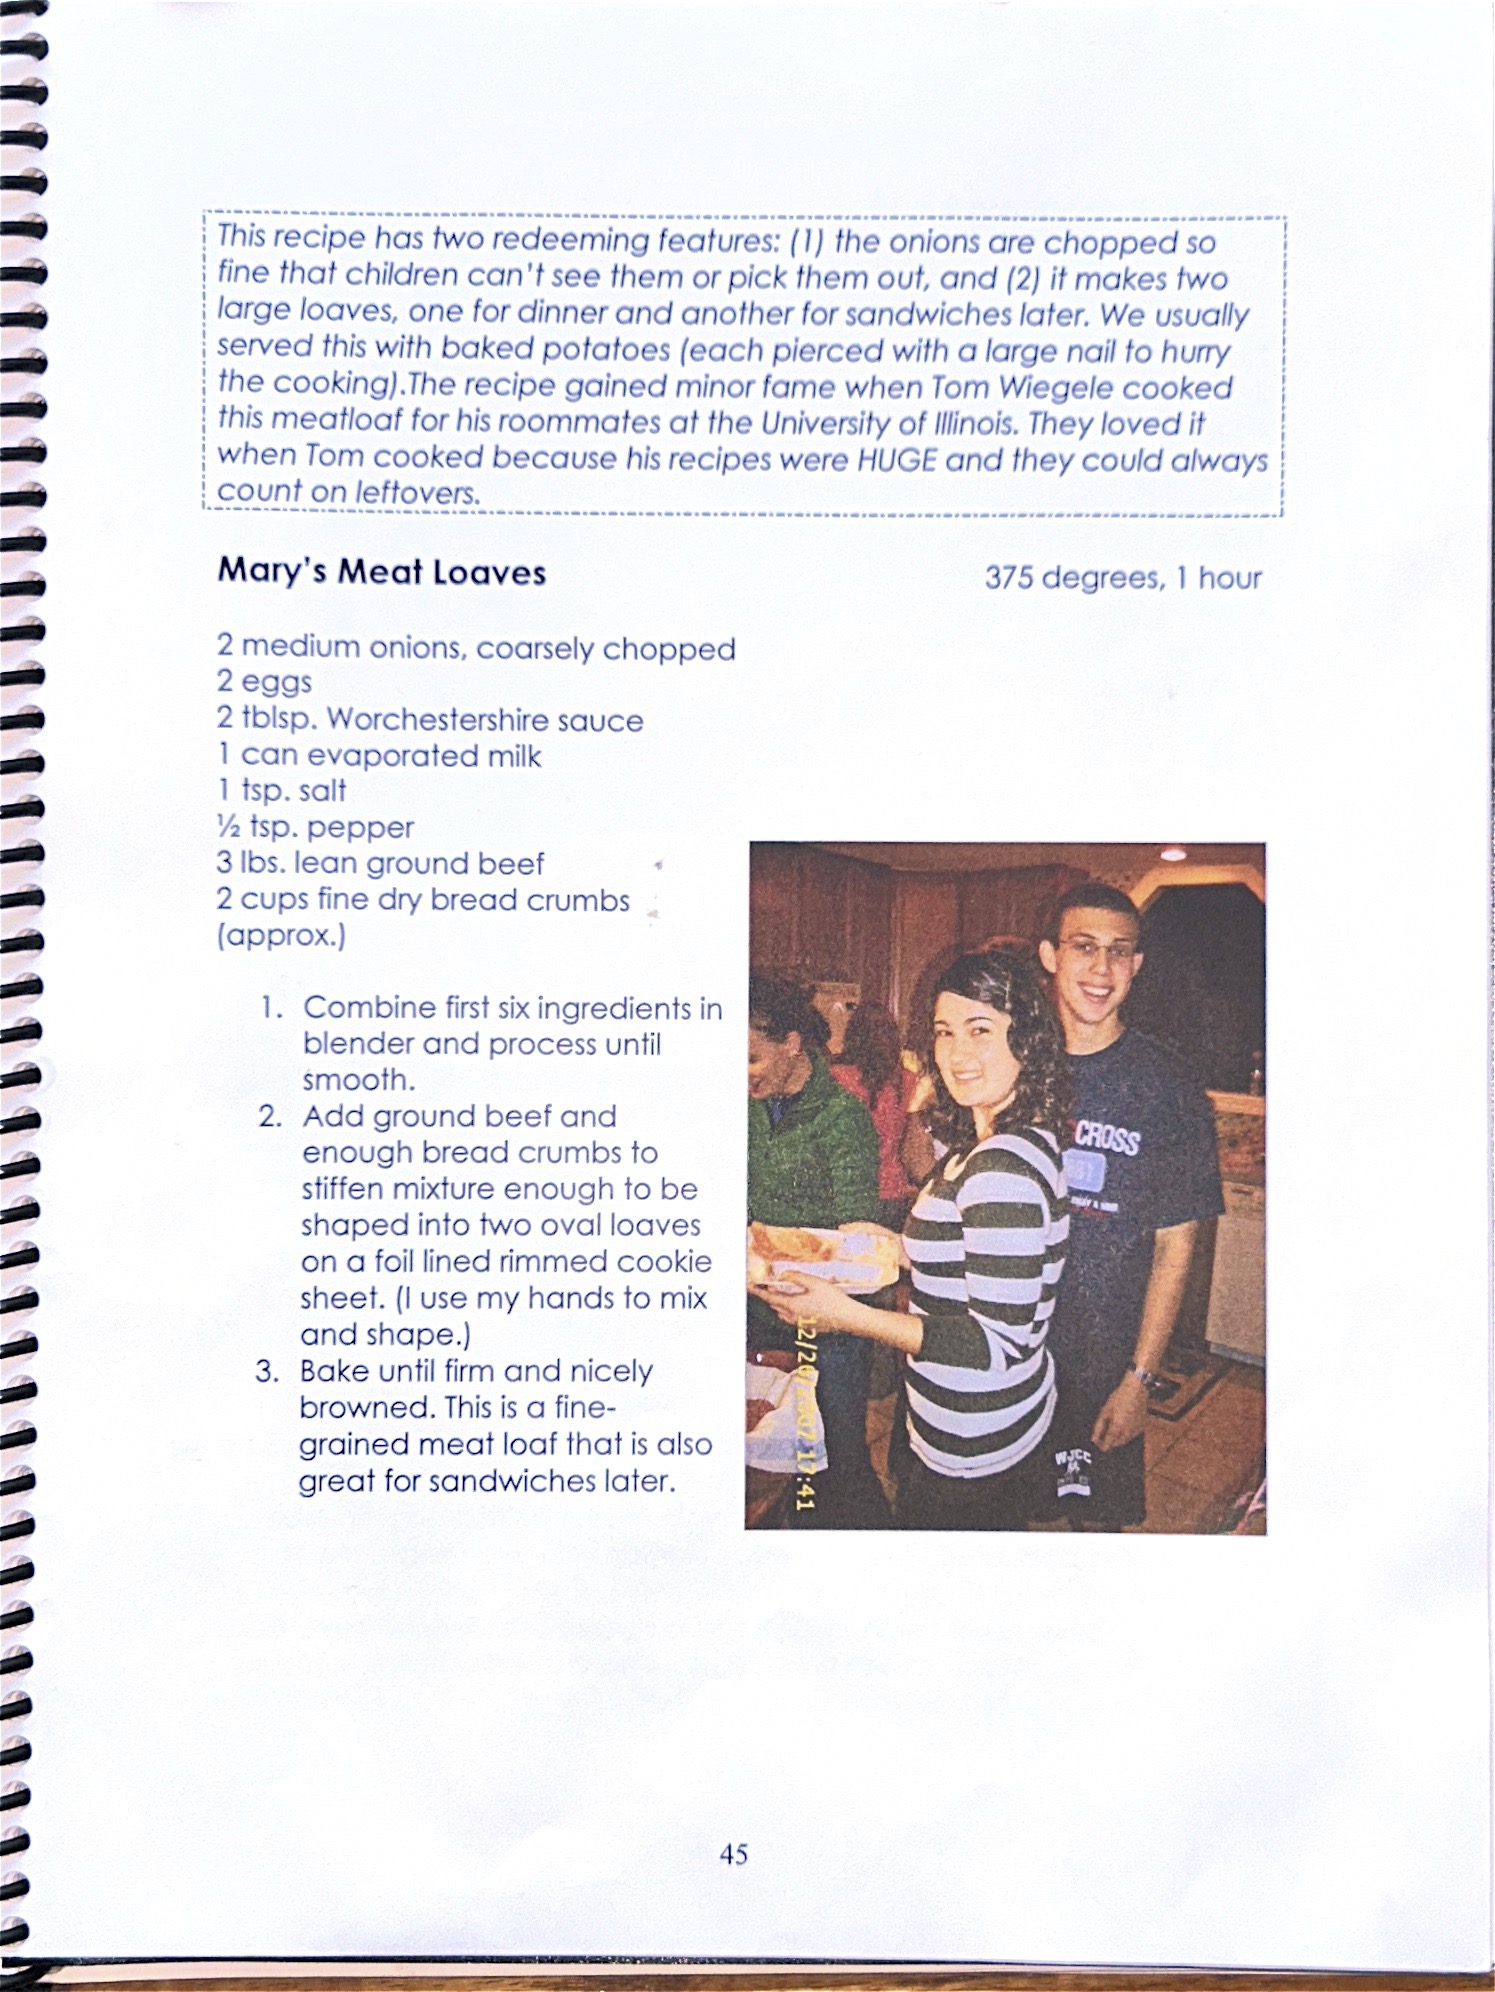 This recipe has two redeeming features: (1) the onions are chopped so
fine that children can't see them or pick them out, and (2) it makes two
large loaves, one for dinner and another for sandwiches later. We usually
served this with baked potatoes (each pierced with a large nail to hurry
the cooking).The recipe gained minor fame when Tom Wiegele cooked
this meatloaf for his roommates at the University of Illinois. They loved it
when Tom cooked because his recipes were HUGE and they could always
count on leftovers.
Mary's Meat Loaves 375 degrees, 1 hour
2 medium onions, coarsely chopped
2 eggs
2 tblsp. Worchestershire sauce
1 can evaporated milk
1 tsp. salt
½ tsp. pepper
3 lbs. lean ground beef
2 cups fine dry bread crumbs
(approx.)
1. Combine first six ingredients in
blender and process until
smooth.
2. Add ground beef and
enough bread crumbs to
stiffen mixture enough to be
shaped into two oval loaves
on a foil lined rimmed cookie
sheet. (I use my hands to mix
and shape.)
3. Bake until firm and nicely
browned. This is a fine-
grained meat loaf that is also
great for sandwiches later.
CROSS
WJCC
17:41
45